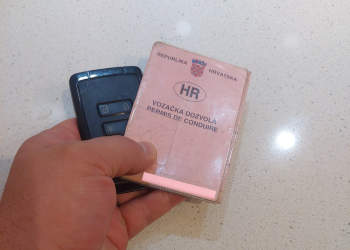 REPUBLIKA HRVATSKA
HR
VOZAČKA DOZVOLA
PERMIS DE CONDUIRE